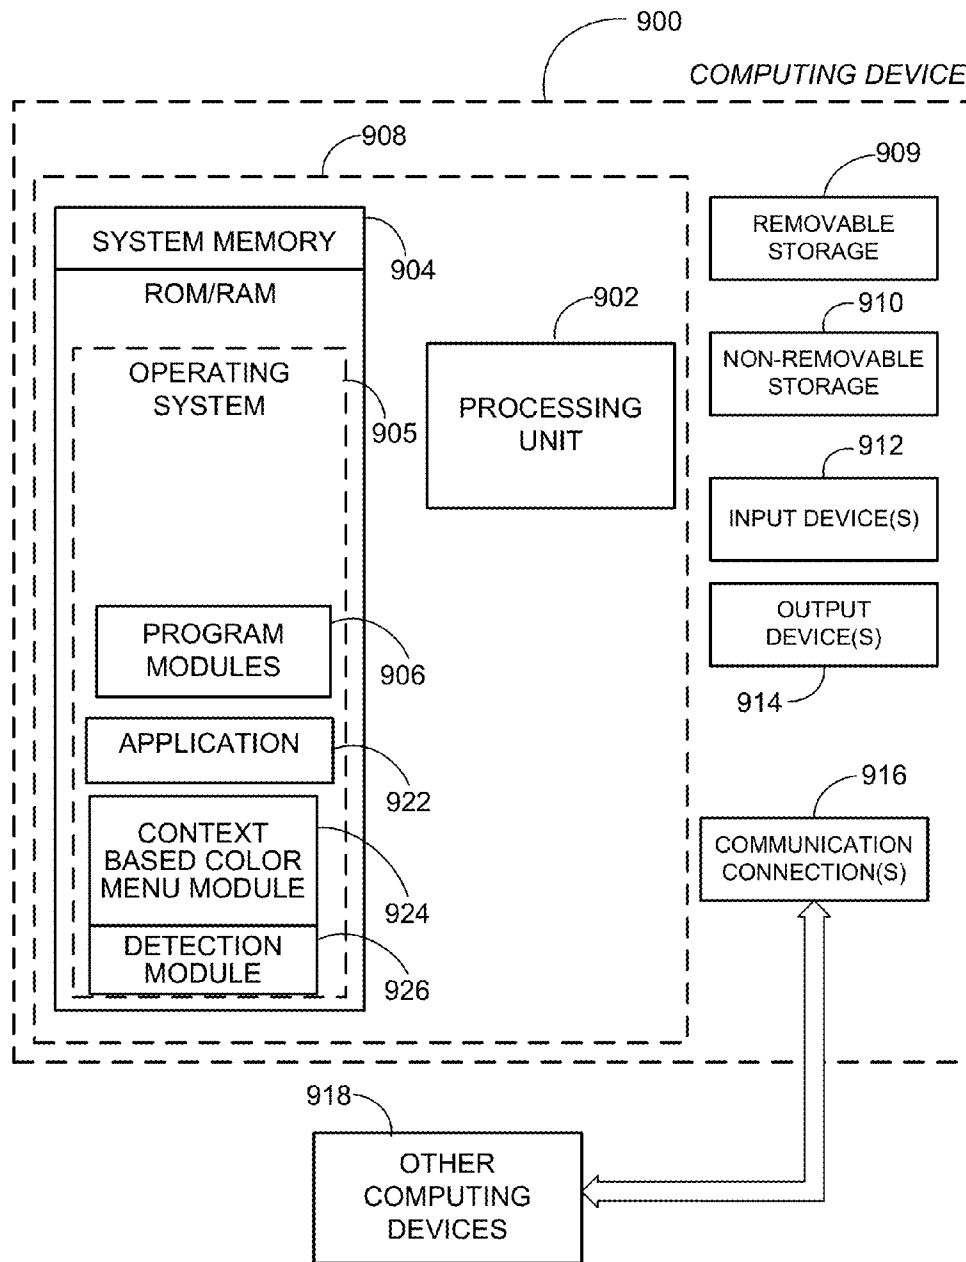 900
COMPUTING DEVICE
908
909
SYSTEM MEMORY
904
REMOVABLE
STORAGE
ROM/RAM
902
910
OPERATING
SYSTEM
905
PROCESSING
UNIT
NON-REMOVABLE
STORAGE
912
INPUT DEVICE(S)
PROGRAM
MODULES
906
OUTPUT
DEVICE(S)
914
APPLICATION
922
916
CONTEXT
BASED COLOR
MENU MODULE
924
COMMUNICATION
CONNECTION(S)
DETECTION
MODULE
926
918
OTHER
COMPUTING
DEVICES